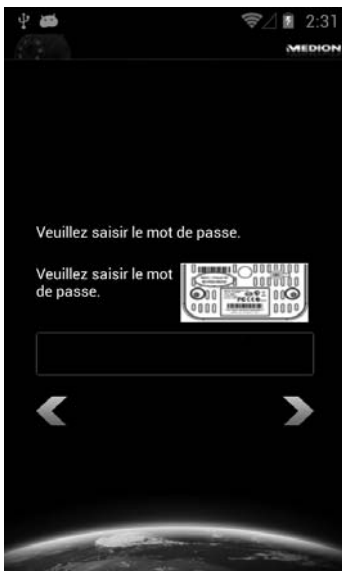 2:31
MEDION
Veuillez saisir le mot de passe.
Veuillez saisir le mot
de passe.